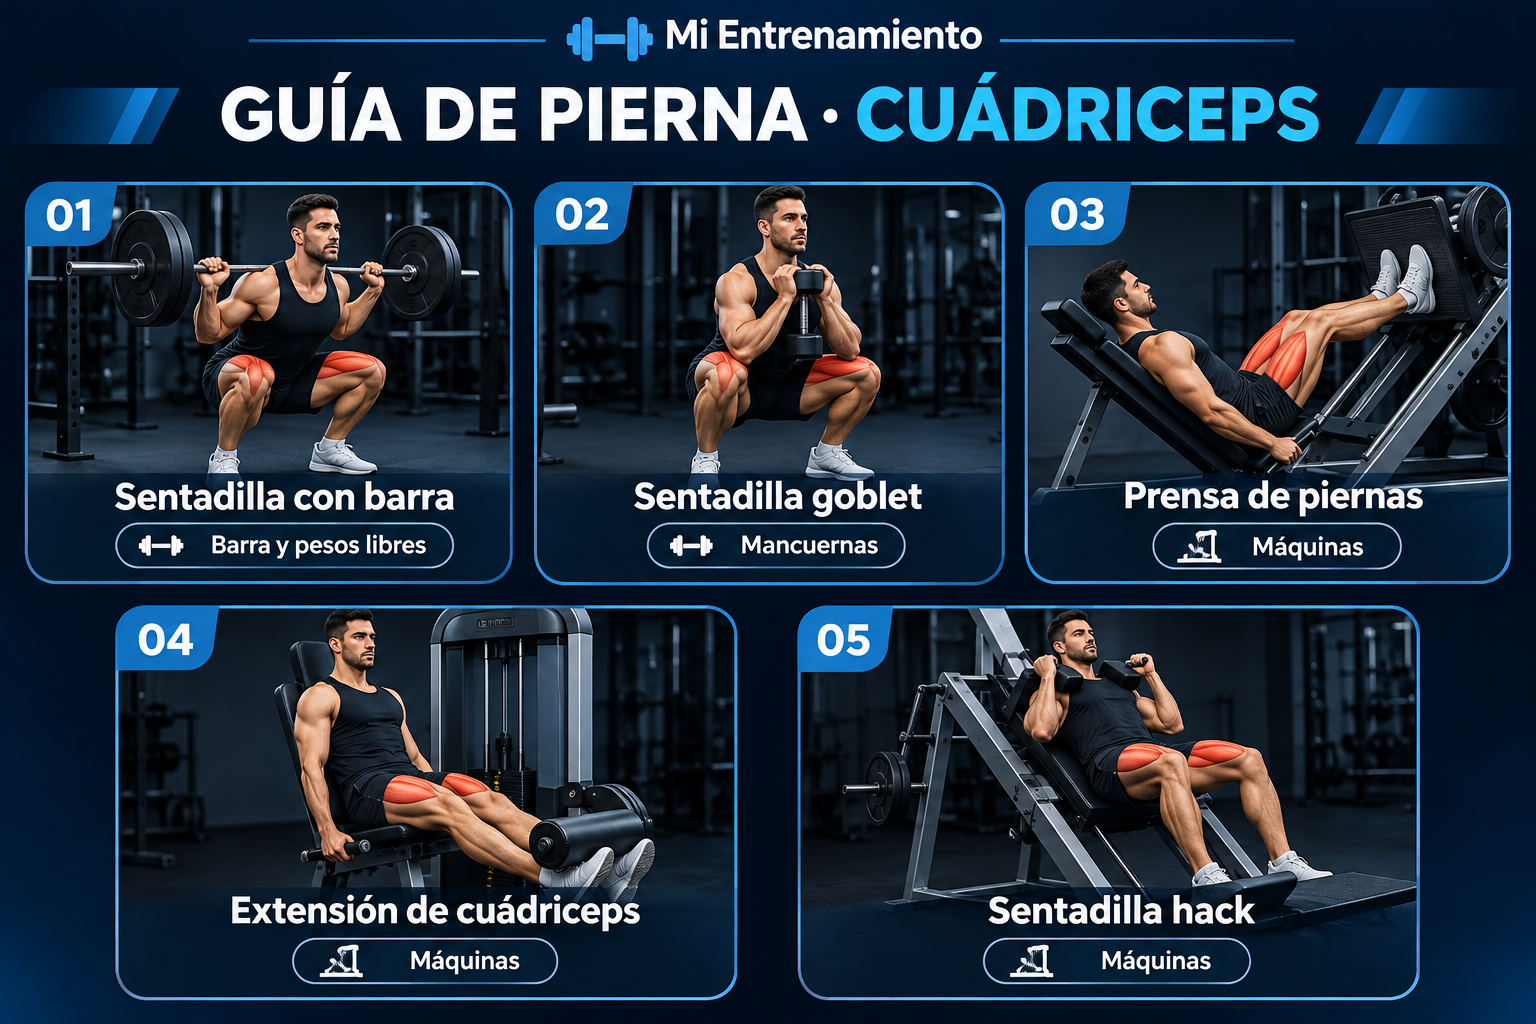 Mi Entrenamiento
GUÍA DE PIERNA · CUÁDRICEPS
01
Sentadilla con barra
Barra y pesos libres
02
Sentadilla goblet
Mancuernas
03
Prensa de piernas
Máquinas
04
Extensión de cuádriceps
Máquinas
05
Sentadilla hack
Máquinas